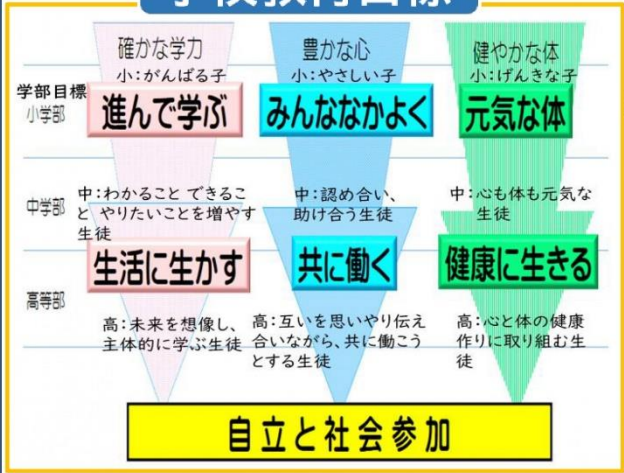 確かな学力
豊かな心
健やかな体
小:がんばる子
小:やさしい子
小:げんきな子
学部目標
小学部
進んで学ぶ
みんななかよく
元気な体
中学部
中:わかること できるこ
と やりたいことを増やす
生徒
中:認め合い、
助け合う生徒
中:心も体も元気な
生徒
生活に生かす
共に働く
健康に生きる
高等部
高:未来を想像し、
主体的に学ぶ生徒
高:互いを思いやり伝え
合いながら、共に働こう
とする生徒
高:心と体の健康
作りに取り組む生
徒
自立と社会参加